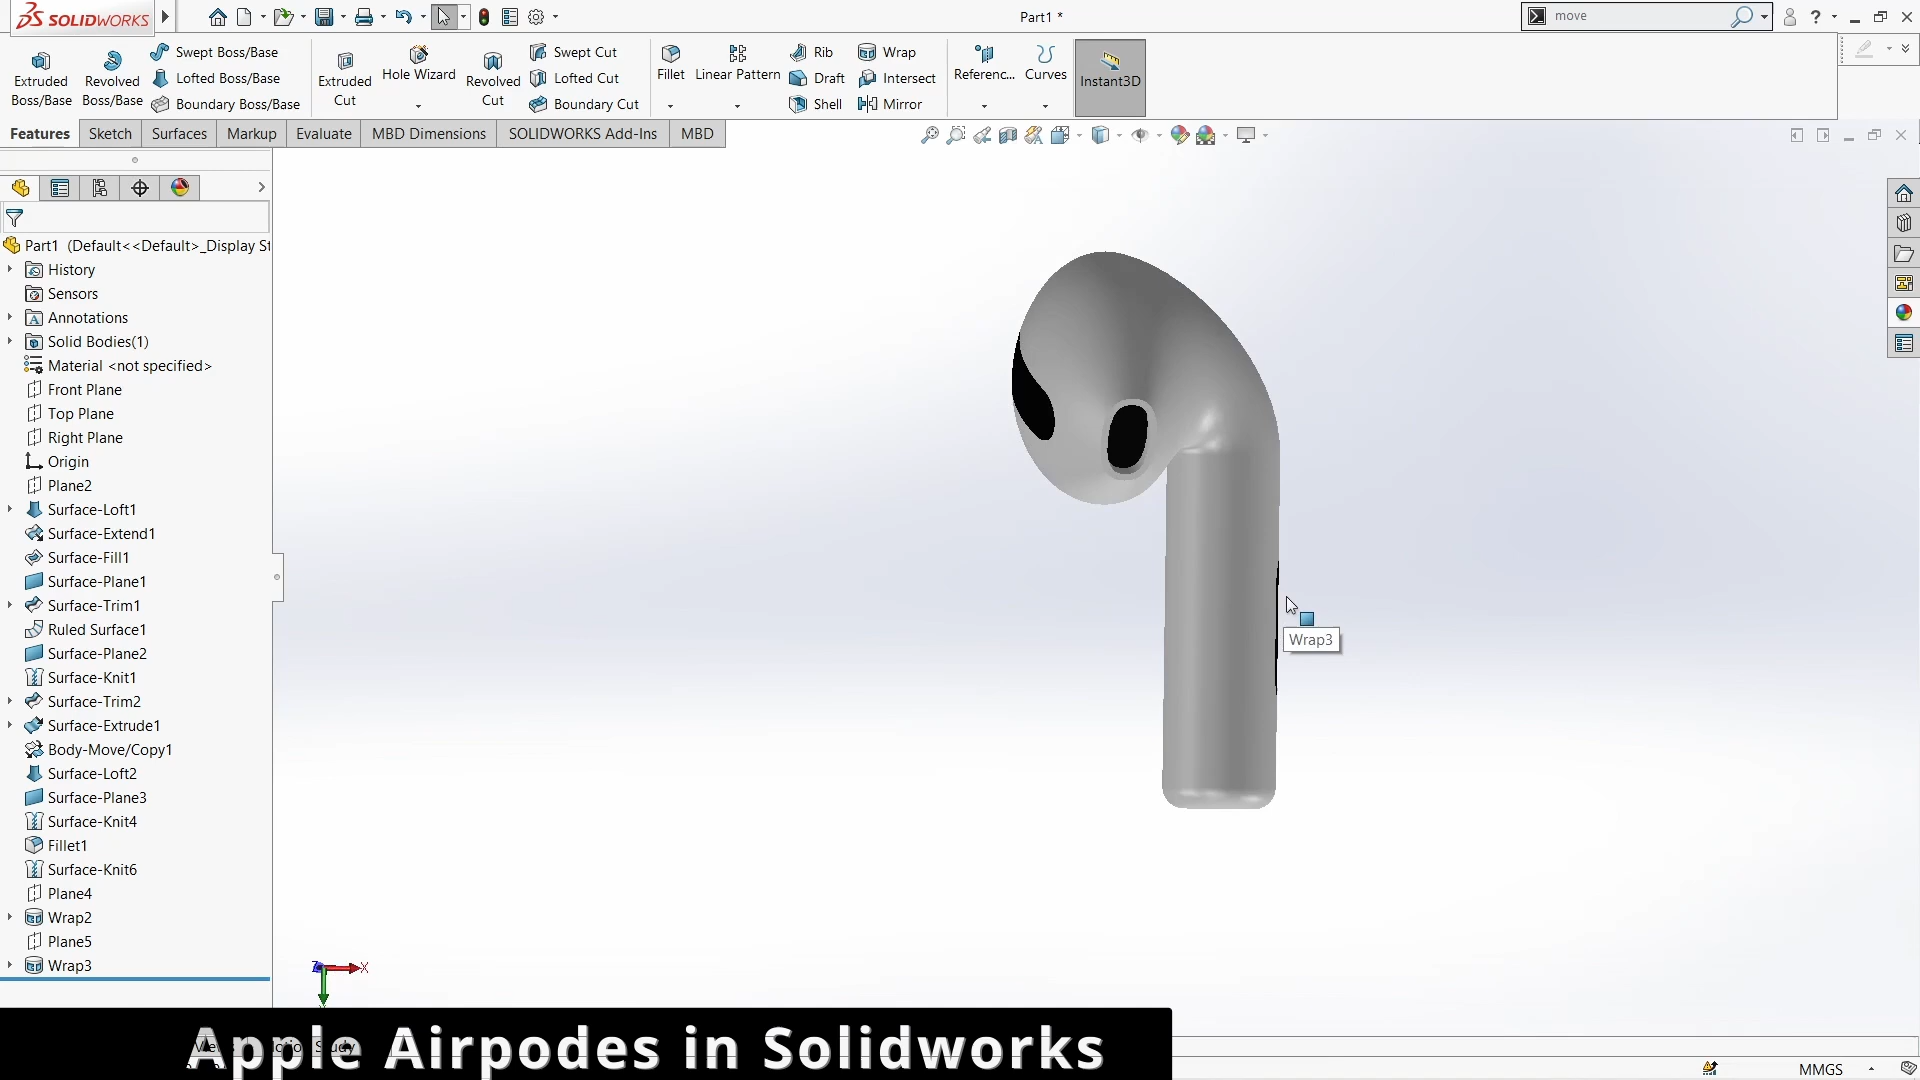 SOLIDWORKS
Part1 *
move
Extruded Boss/Base
Revolved Boss/Base
Swept Boss/Base
Lofted Boss/Base
Boundary Boss/Base
Extruded Cut
Hole Wizard
Revolved Cut
Swept Cut
Lofted Cut
Boundary Cut
Fillet
Linear Pattern
Rib
Draft
Shell
Wrap
Intersect
Mirror
Referenc...
Curves
Instant3D
Features
Sketch
Surfaces
Markup
Evaluate
MBD Dimensions
SOLIDWORKS Add-Ins
MBD
Part1 (Default<<Default>_Display St
History
Sensors
Annotations
Solid Bodies(1)
Material <not specified>
Front Plane
Top Plane
Right Plane
Origin
Plane2
Surface-Loft1
Surface-Extend1
Surface-Fill1
Surface-Plane1
Surface-Trim1
Ruled Surface1
Surface-Plane2
Surface-Knit1
Surface-Trim2
Surface-Extrude1
Body-Move/Copy1
Surface-Loft2
Surface-Plane3
Surface-Knit4
Fillet1
Surface-Knit6
Plane4
Wrap2
Plane5
Wrap3
Wrap3
Z X
Apple Airpodes in Solidworks
MMGS